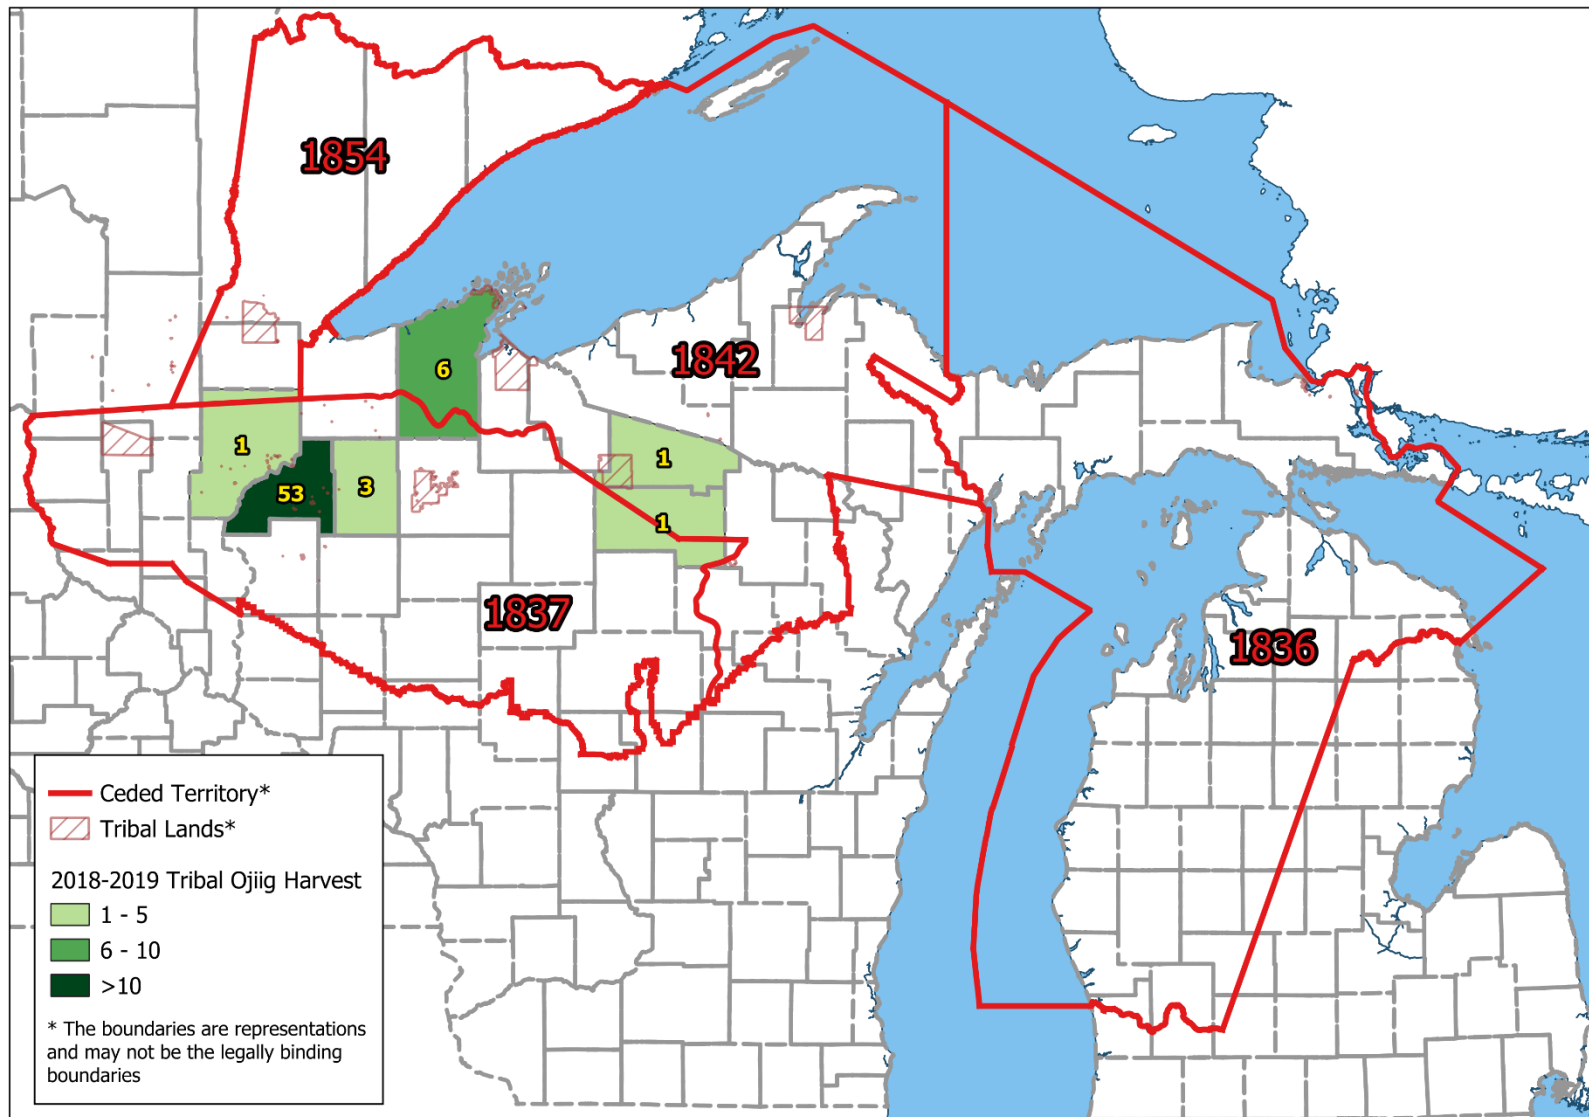 1854
1842
6
1
1
53
3
1
1837
1836
Ceded Territory*
Tribal Lands*
2018-2019 Tribal Ojiig Harvest
1 - 5
6 - 10
>10
* The boundaries are representations
and may not be the legally binding
boundaries